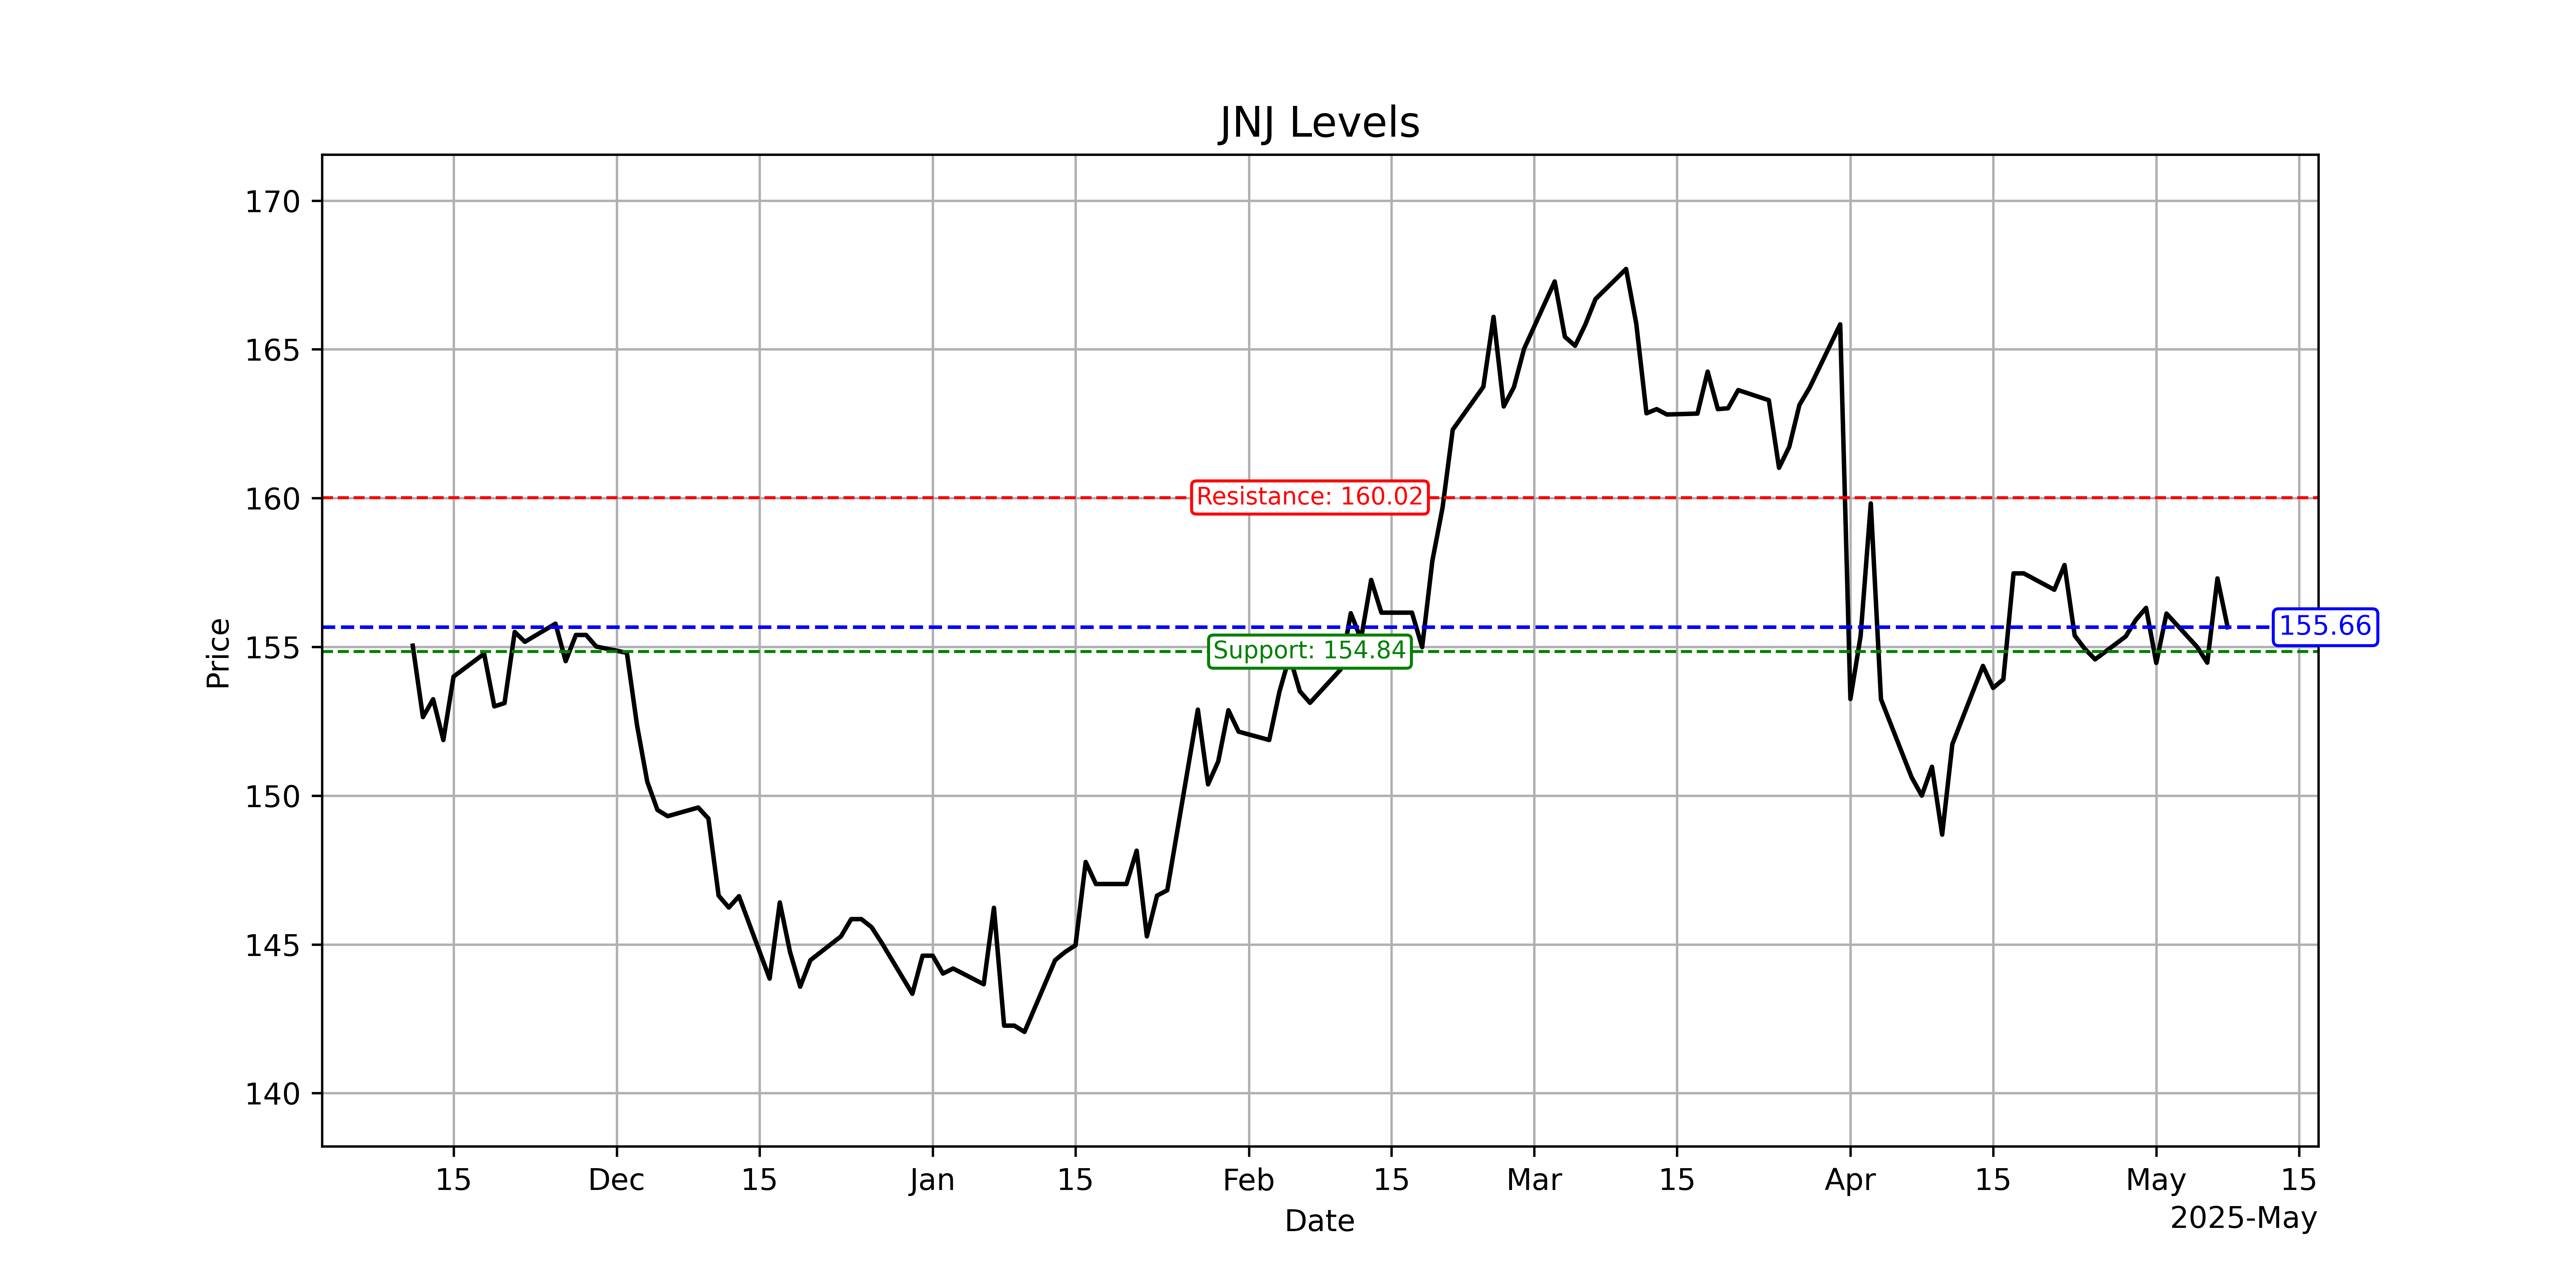 JNJ Levels
170
165
160
155
150
145
140
Price
Resistance: 160.02
Support: 154.84
155.66
15 Dec 15 Jan 15 Feb 15 Mar 15 Apr 15 May 15
2025-May
Date